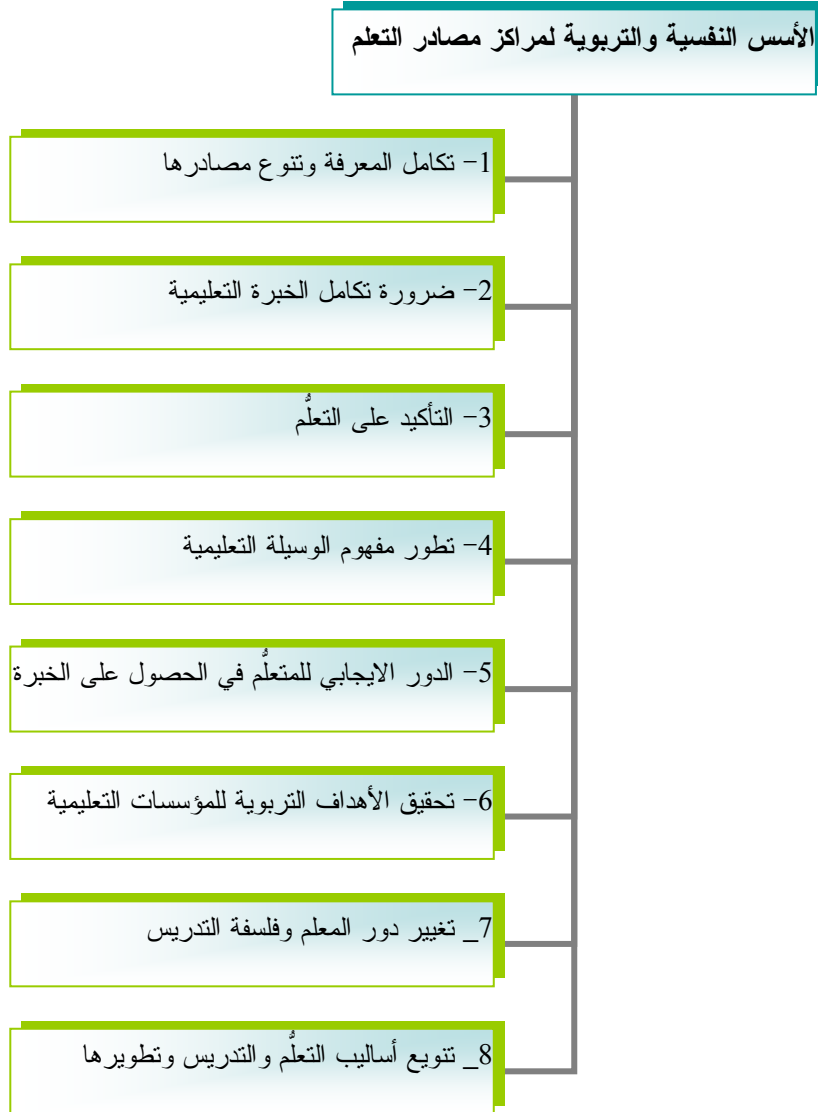 الأسس النفسية والتربوية لمراكز مصادر التعلم
1- تكامل المعرفة وتنوع مصادرها
2- ضرورة تكامل الخبرة التعليمية
3- التأكيد على التعلُّم
4- تطور مفهوم الوسيلة التعليمية
5- الدور الايجابي للمتعلُّم في الحصول على الخبرة
6- تحقيق الأهداف التربوية للمؤسسات التعليمية
7_ تغيير دور المعلم وفلسفة التدريس
8_ تنويع أساليب التعلُّم والتدريس وتطويرها